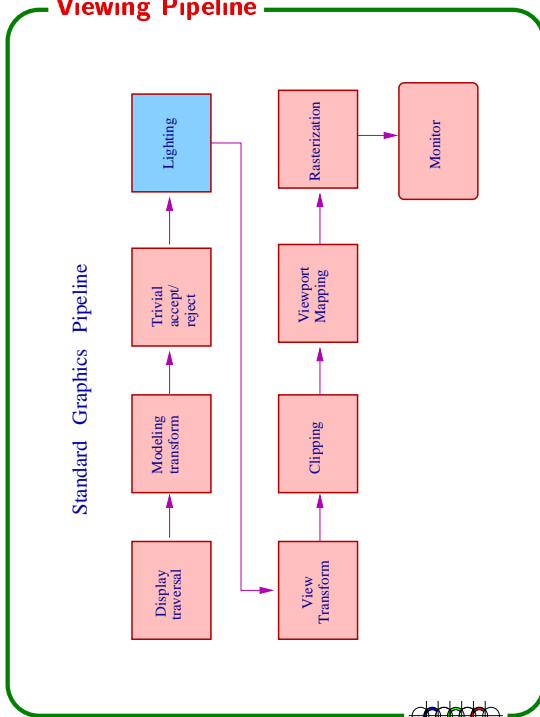 Viewing Pipeline
Standard Graphics Pipeline
Display
traversal
Modeling
transform
Trivial
accept/
reject
Lighting
View
Transform
Clipping
Viewport
Mapping
Rasterization
Monitor